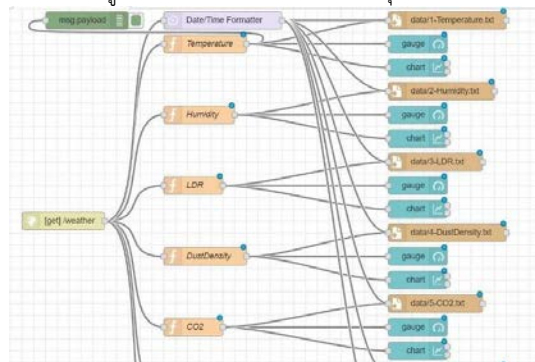 msg.payload
Date/Time Formatter
data/1-Temperature.txt
Temperature
gauge
chart
data/2-Humidity.txt
Humidity
gauge
chart
data/3-LDR.txt
LDR
gauge
chart
[get] /weather
data/4-DustDensity.txt
DustDensity
gauge
chart
data/5-CO2.txt
CO2
gauge
chart